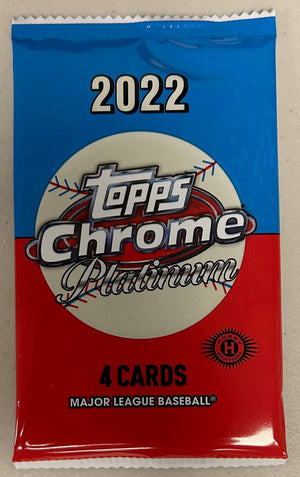 2022
topps
Chrome
Platinum
H
4 CARDS
MAJOR LEAGUE BASEBALL®